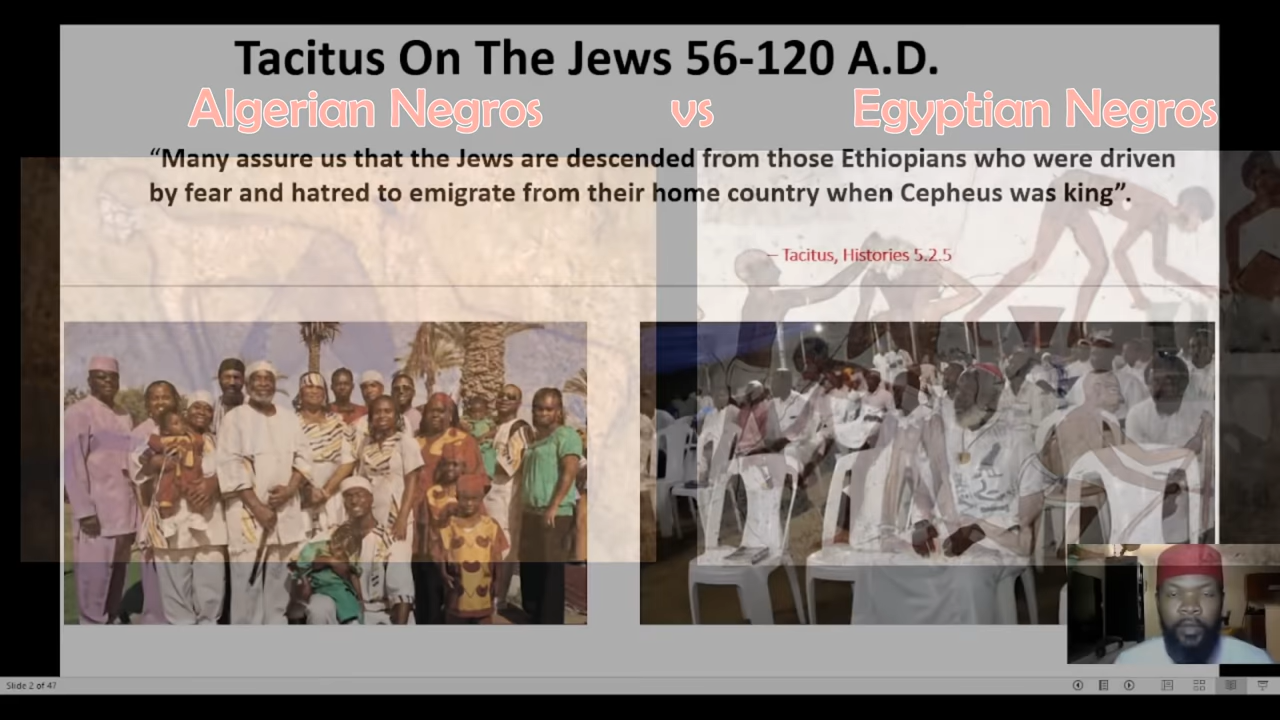 Tacitus On The Jews 56-120 A.D.
Algerian Negros vs Egyptian Negros
“Many assure us that the Jews are descended from those Ethiopians who were driven
by fear and hatred to emigrate from their home country when Cepheus was king”.
– Tacitus, Histories 5.2.5
Slide 2 of 47